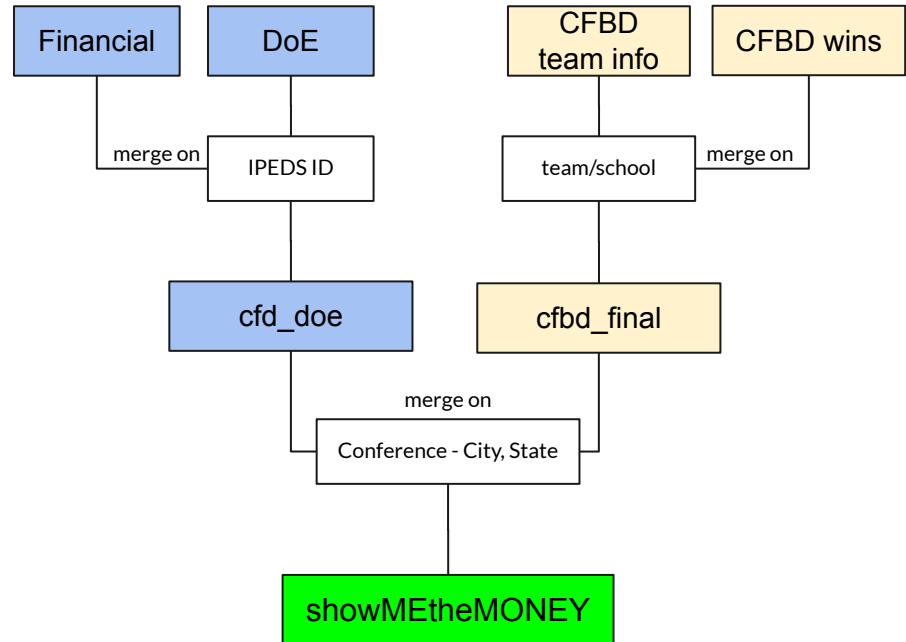 Financial
DoE
CFBD
team info
CFBD wins
merge on
IPEDS ID
team/school
merge on
cfd_doe
cfbd_final
merge on
Conference - City, State
showMEtheMONEY